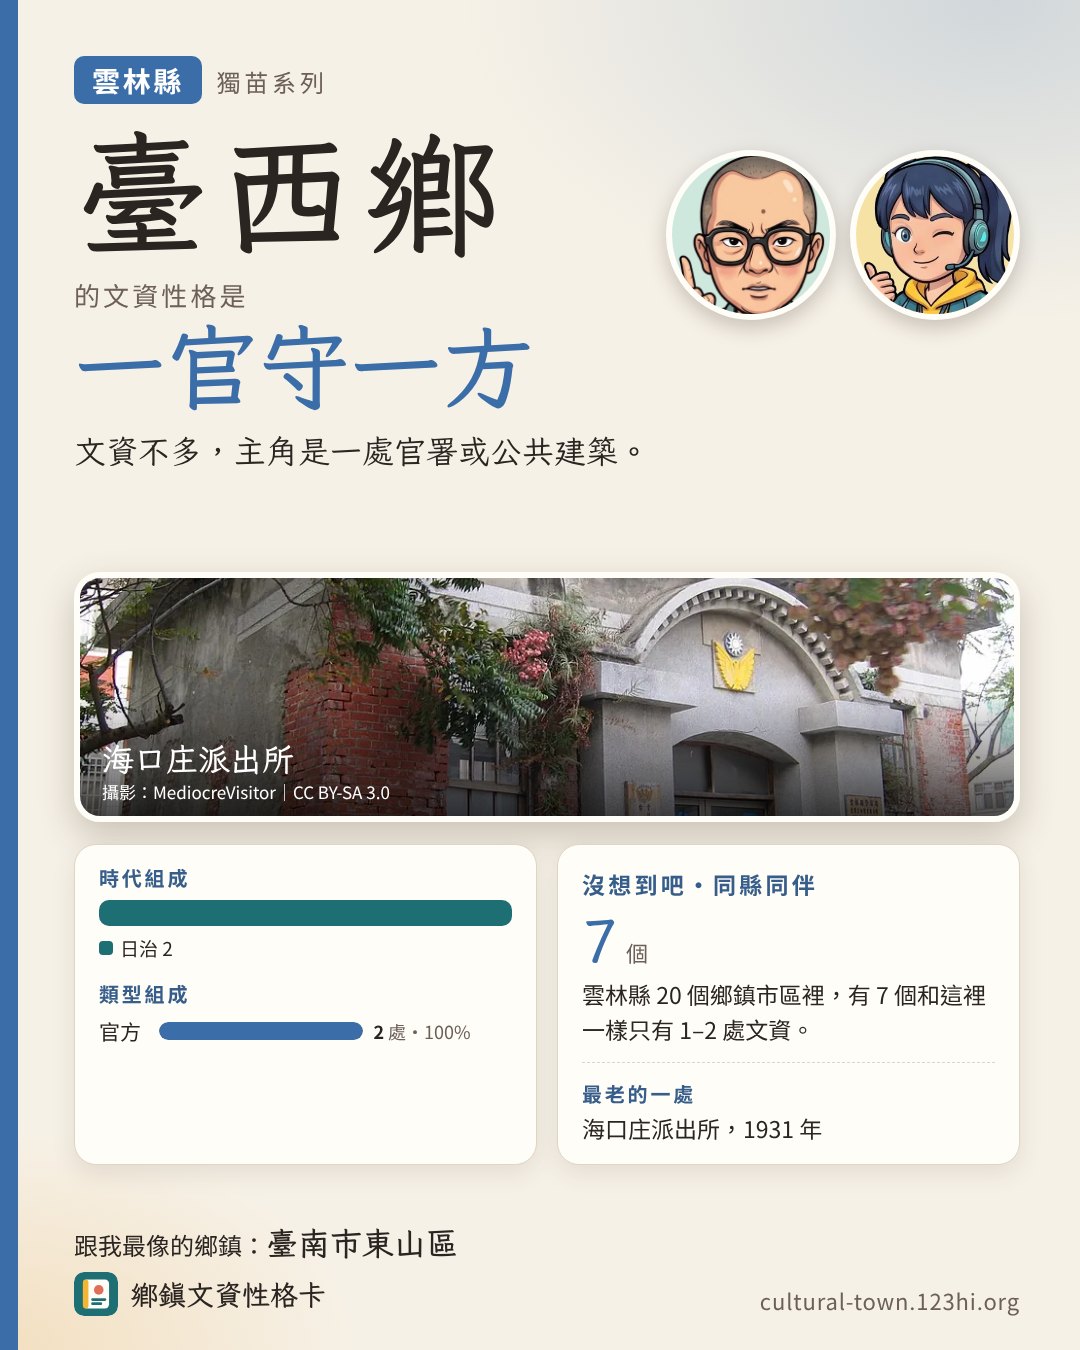 雲林縣 獨苗系列
臺西鄉
的文資性格是
一官守一方
文資不多，主角是一處官署或公共建築。
海口庄派出所
攝影：MediocreVisitor｜CC BY-SA 3.0
時代組成
日治 2
類型組成
官方 2 處・100%
沒想到吧・同縣同伴
7 個
雲林縣 20 個鄉鎮市區裡，有 7 個和這裡
一樣只有 1–2 處文資。
最老的一處
海口庄派出所，1931 年
跟我最像的鄉鎮：臺南市東山區
鄉鎮文資性格卡
cultural-town.123hi.org